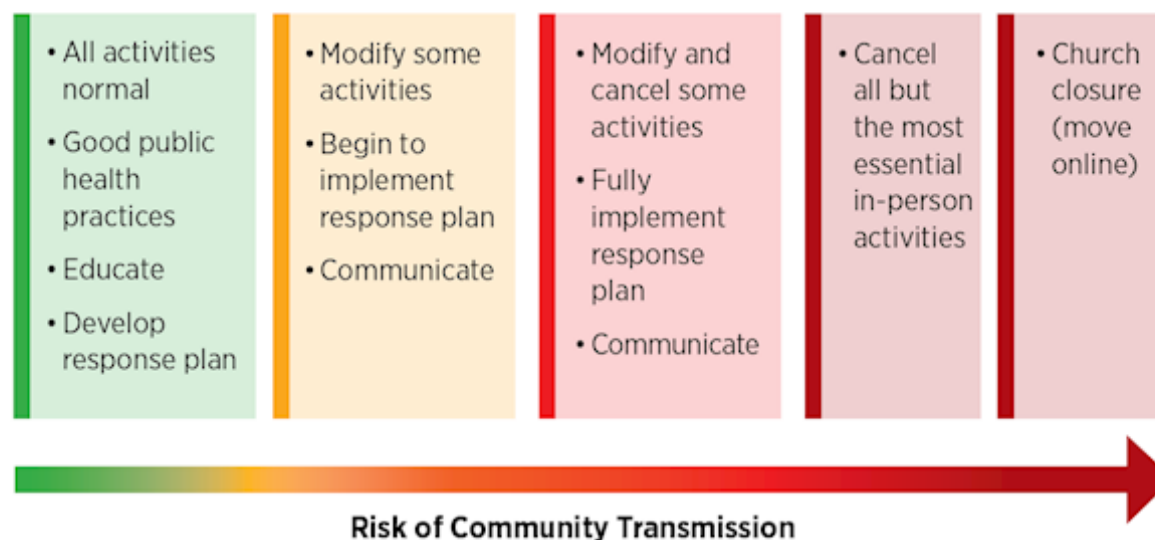 • All activities
normal
• Good public
health
practices
• Educate
• Develop
response plan
• Modify some
activities
• Begin to
implement
response plan
• Communicate
• Modify and
cancel some
activities
• Fully
implement
response
plan
• Communicate
• Cancel
all but
the most
essential
in-person
activities
• Church
closure
(move
online)
Risk of Community Transmission